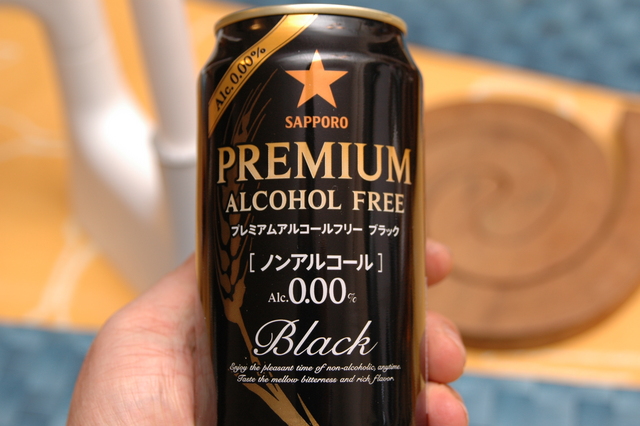 Alc.0.00%
SAPPORO
PREMIUM
ALCOHOL FREE
プレミアムアルコールフリー ブラック
[ノンアルコール]
Alc.0.00%
Black
Enjoy the pleasant time of non-alcoholic, anytime.
Taste the mellow bitterness and rich flavor.